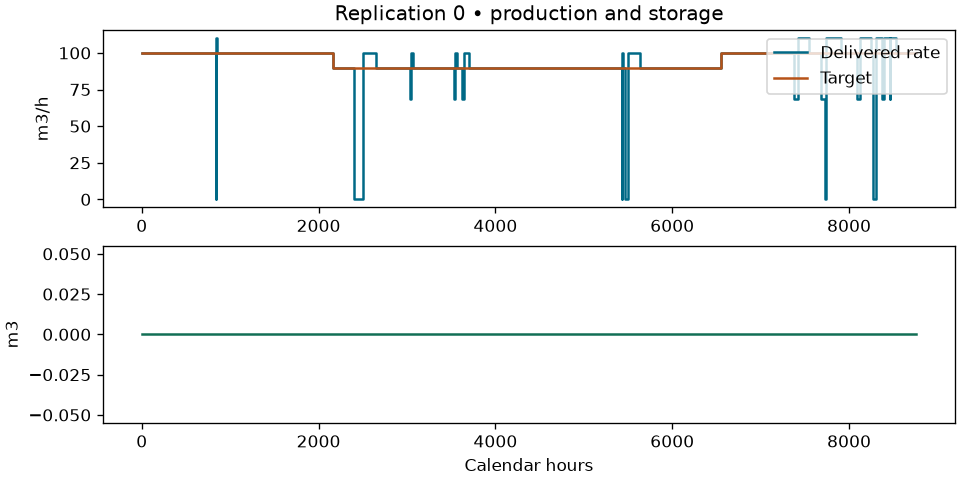 Replication 0 • production and storage
100
75
50
25
0
m3/h
Delivered rate
Target
0 2000 4000 6000 8000
0.050
0.025
0.000
−0.025
−0.050
m3
0 2000 4000 6000 8000
Calendar hours